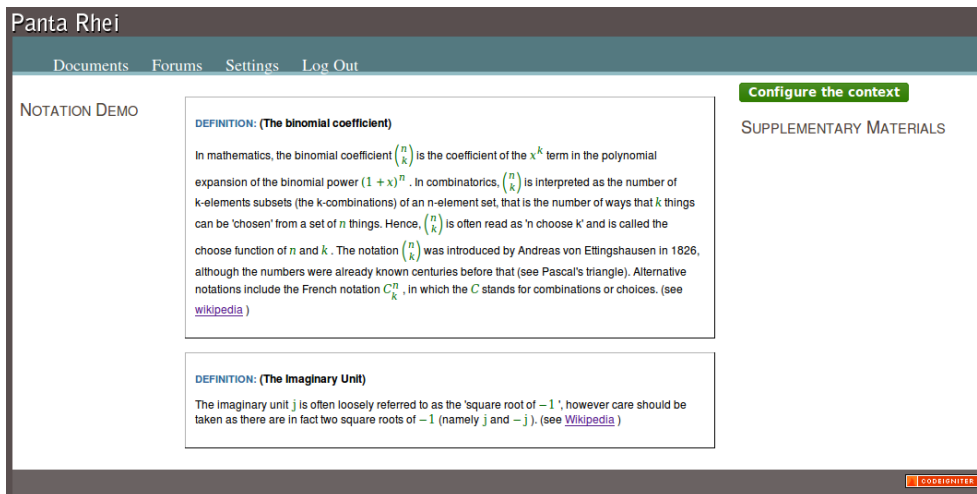 Panta Rhei
Documents Forums Settings Log Out
NOTATION DEMO
DEFINITION: (The binomial coefficient)
In mathematics, the binomial coefficient (n k) is the coefficient of the x^k term in the polynomial
expansion of the binomial power (1 + x)^n . In combinatorics, (n k) is interpreted as the number of
k-elements subsets (the k-combinations) of an n-element set, that is the number of ways that k things
can be 'chosen' from a set of n things. Hence, (n k) is often read as 'n choose k' and is called the
choose function of n and k . The notation (n k) was introduced by Andreas von Ettingshausen in 1826,
although the numbers were already known centuries before that (see Pascal's triangle). Alternative
notations include the French notation C^n_k , in which the C stands for combinations or choices. (see
wikipedia )
DEFINITION: (The Imaginary Unit)
The imaginary unit j is often loosely referred to as the 'square root of −1 ', however care should be
taken as there are in fact two square roots of −1 (namely j and −j ). (see Wikipedia )
Configure the context
SUPPLEMENTARY MATERIALS
CODEIGNITER